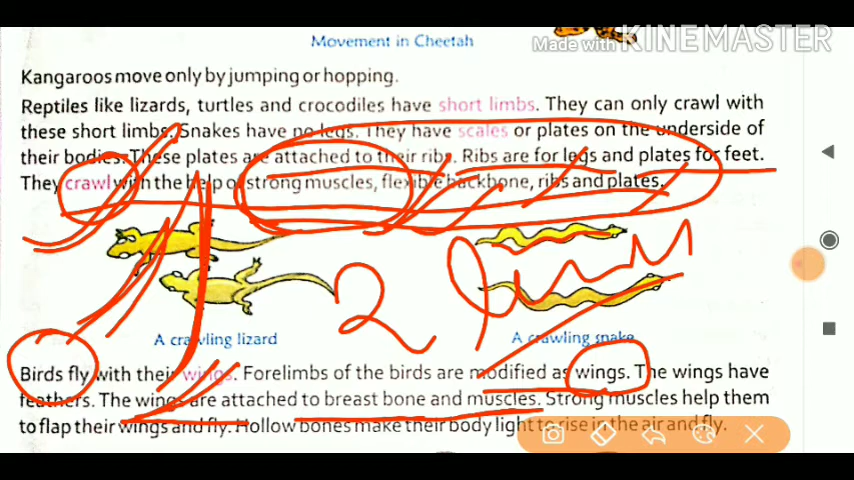 Made with KINEMASTER
Movement in Cheetah
Kangaroos move only by jumping or hopping.
Reptiles like lizards, turtles and crocodiles have short limbs. They can only crawl with
these short limbs. Snakes have no legs. They have scales or plates on the underside of
their bodies. These plates are attached to their ribs. Ribs are for legs and plates for feet.
They crawl with the help of strong muscles, flexible backbone, ribs and plates.
2
A crawling lizard
A crawling snake
Birds fly with their wings. Forelimbs of the birds are modified as wings. The wings have
feathers. The wings are attached to breast bone and muscles. Strong muscles help them
to flap their wings and fly. Hollow bones make their body light to rise in the air and fly.